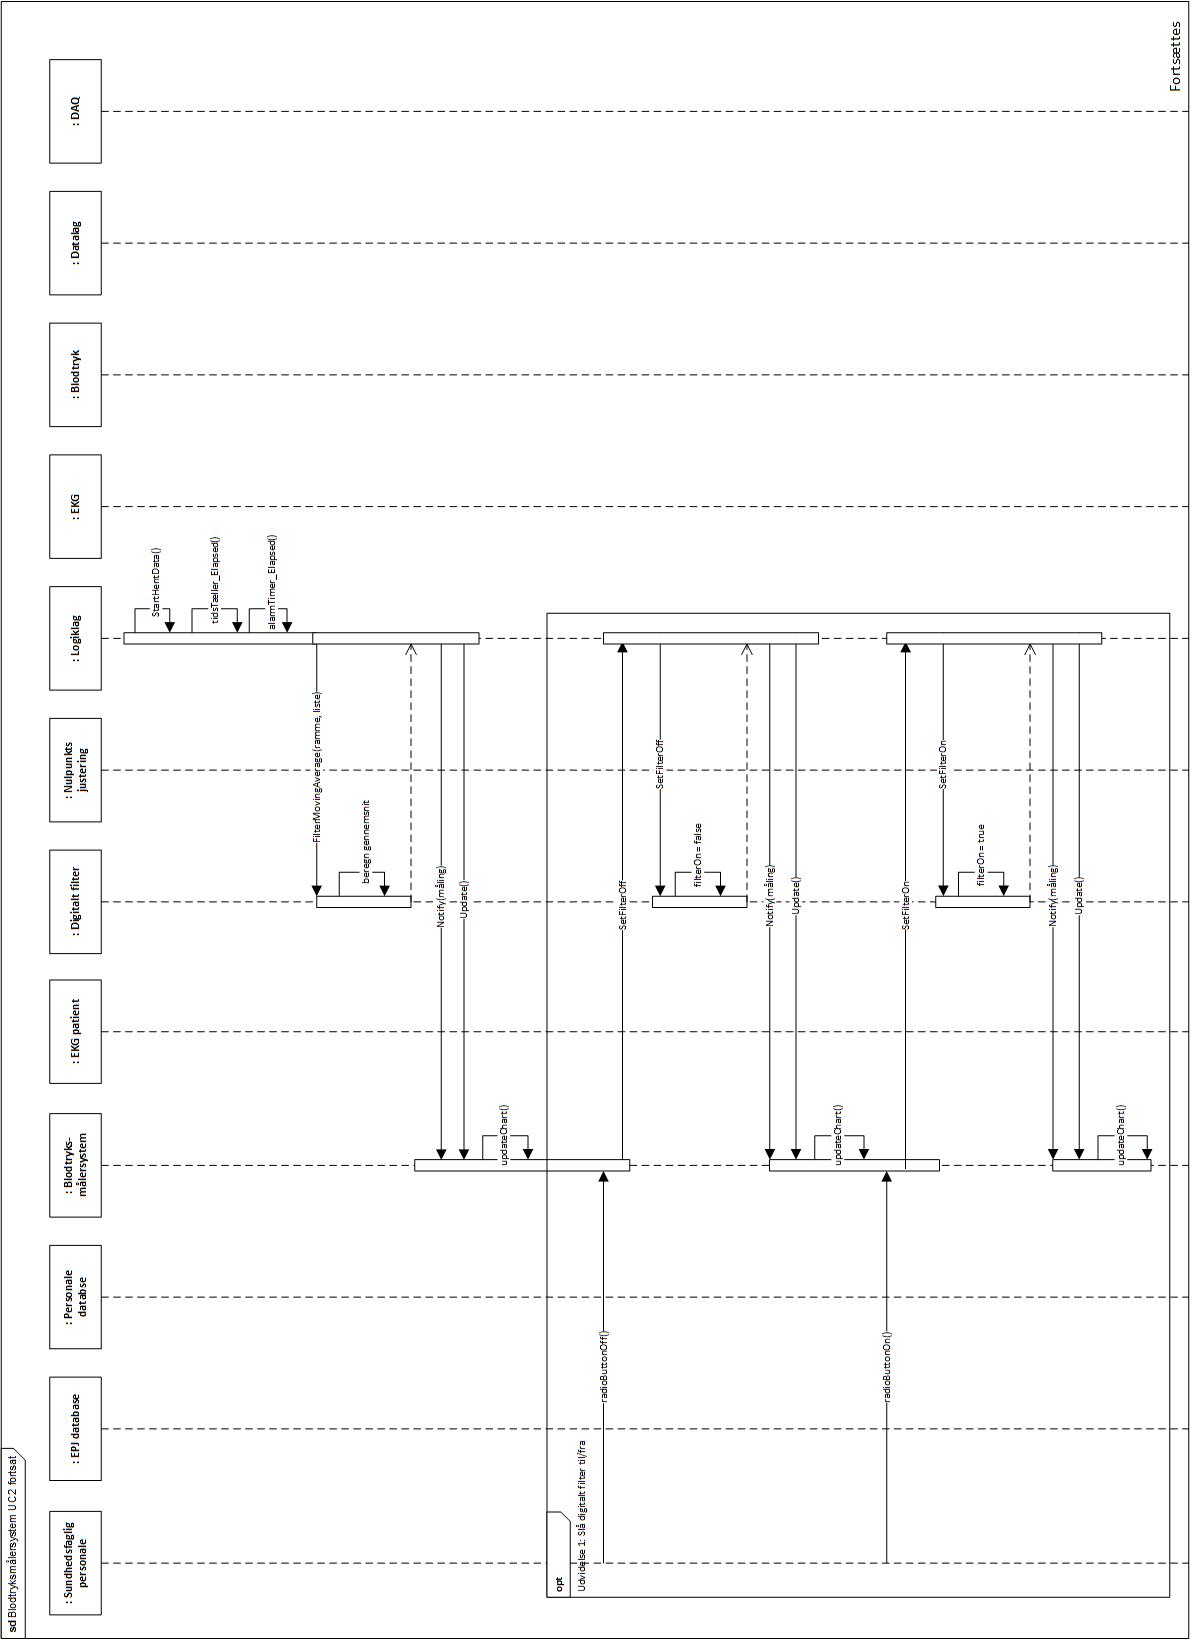 sd Blodtryksmålersystem UC2 fortsat
: Sundhedsfaglig
personale
: EPJ database
: Personale
databse
: Blodtryks-
målersystem
: EKG patient
: Digitalt filter
: Nulpunkts
justering
: Logiklag
: EKG
: Blodtryk
: Datalag
: DAQ
StartHentData()
tidsTæller_Elapsed()
alarmTimer_Elapsed()
FilterMovingAverage(ramme, liste)
beregn gennemsnit
Notify(måling)
Update()
updateChart()
opt
Udvidelse 1: Slå digitalt filter til/fra
radioButtonOff()
SetFilterOff
SetFilterOff
filterOn = false
Notify(måling)
Update()
updateChart()
radioButtonOn()
SetFilterOn
SetFilterOn
filterOn = true
Notify(måling)
Update()
updateChart()
Fortsættes